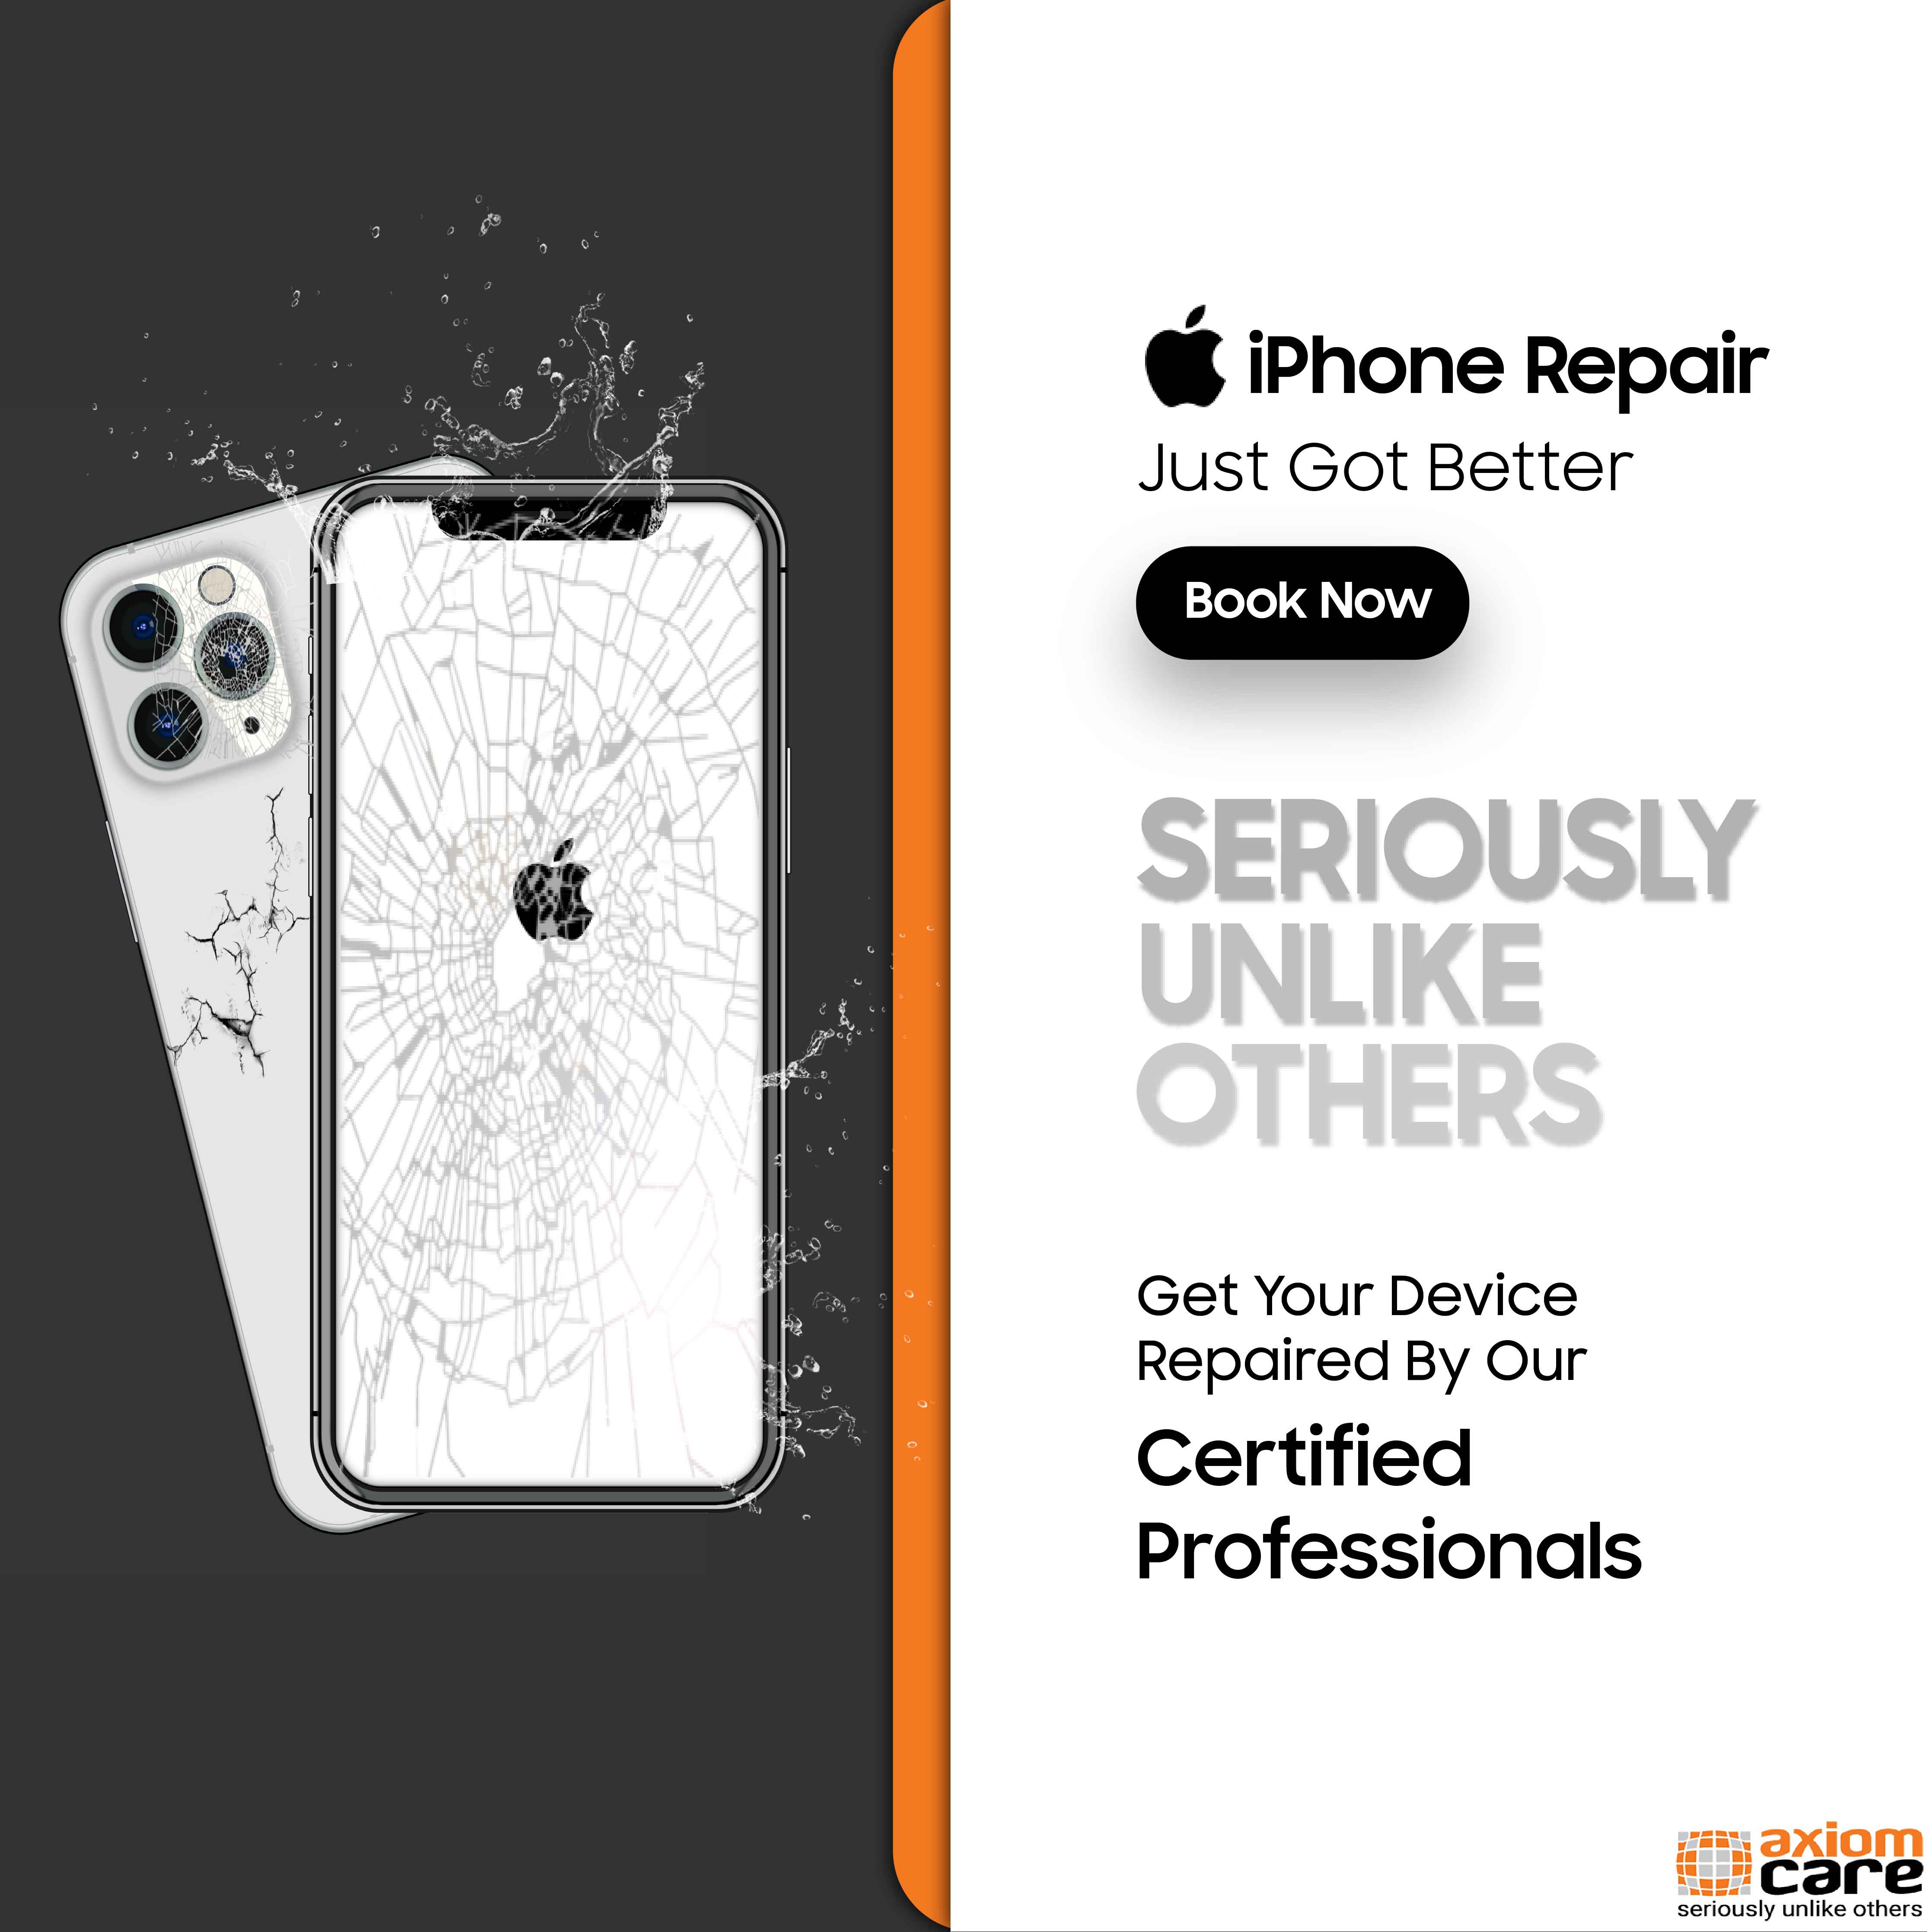 iPhone Repair
Just Got Better
Book Now
SERIOUSLY
UNLIKE
OTHERS
Get Your Device
Repaired By Our
Certified
Professionals
axiom
care
seriously unlike others